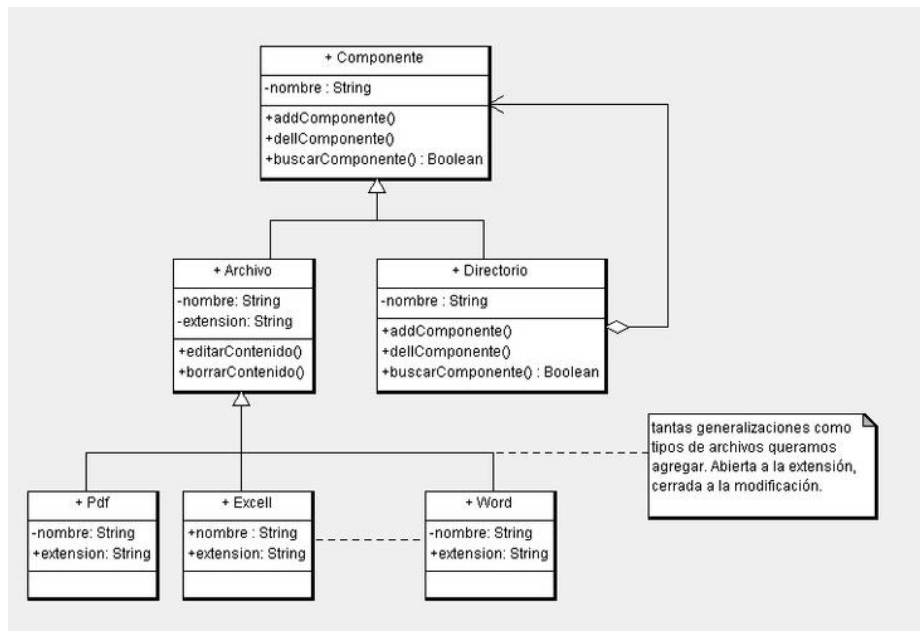 + Componente
-nombre : String
+addComponente()
+dellComponente()
+buscarComponente() : Boolean
+ Archivo
-nombre: String
-extension: String
+editarContenido()
+borrarContenido()
+ Directorio
-nombre : String
+addComponente()
+dellComponente()
+buscarComponente() : Boolean
tantas generalizaciones como
tipos de archivos queramos
agregar. Abierta a la extensión,
cerrada a la modificación.
+ Pdf
-nombre: String
+extension: String
+ Excell
+nombre : String
+extension: String
+ Word
-nombre: String
+extension: String